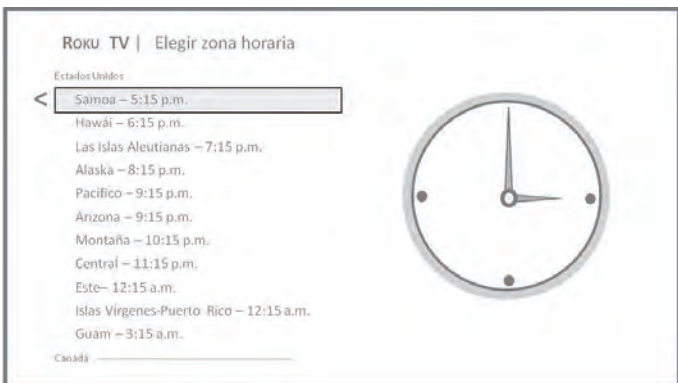 ROKU TV | Elegir zona horaria
Estados Unidos
< Samoa – 5:15 p.m.
Hawái – 6:15 p.m.
Las Islas Aleutianas – 7:15 p.m.
Alaska – 8:15 p.m.
Pacífico – 9:15 p.m.
Arizona – 9:15 p.m.
Montaña – 10:15 p.m.
Central – 11:15 p.m.
Este– 12:15 a.m.
Islas Vírgenes-Puerto Rico – 12:15 a.m.
Guam – 3:15 a.m.
Canadá